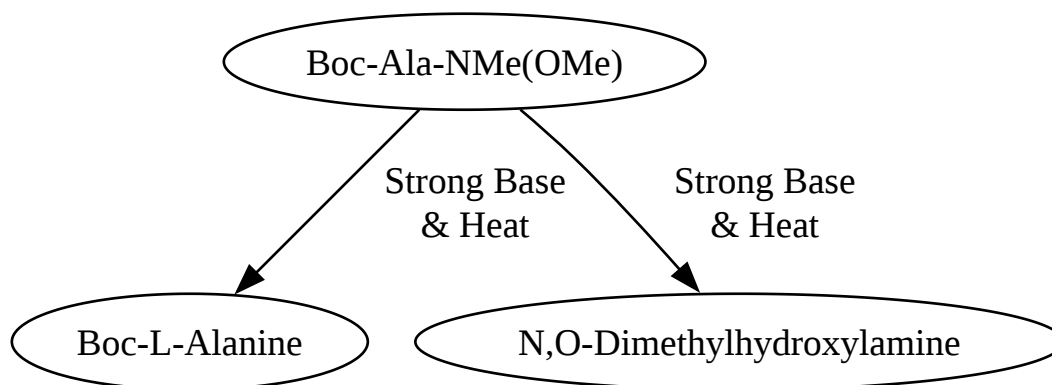 Boc-Ala-NMe(OMe)
Strong Base
& Heat
Strong Base
& Heat
Boc-L-Alanine
N,O-Dimethylhydroxylamine